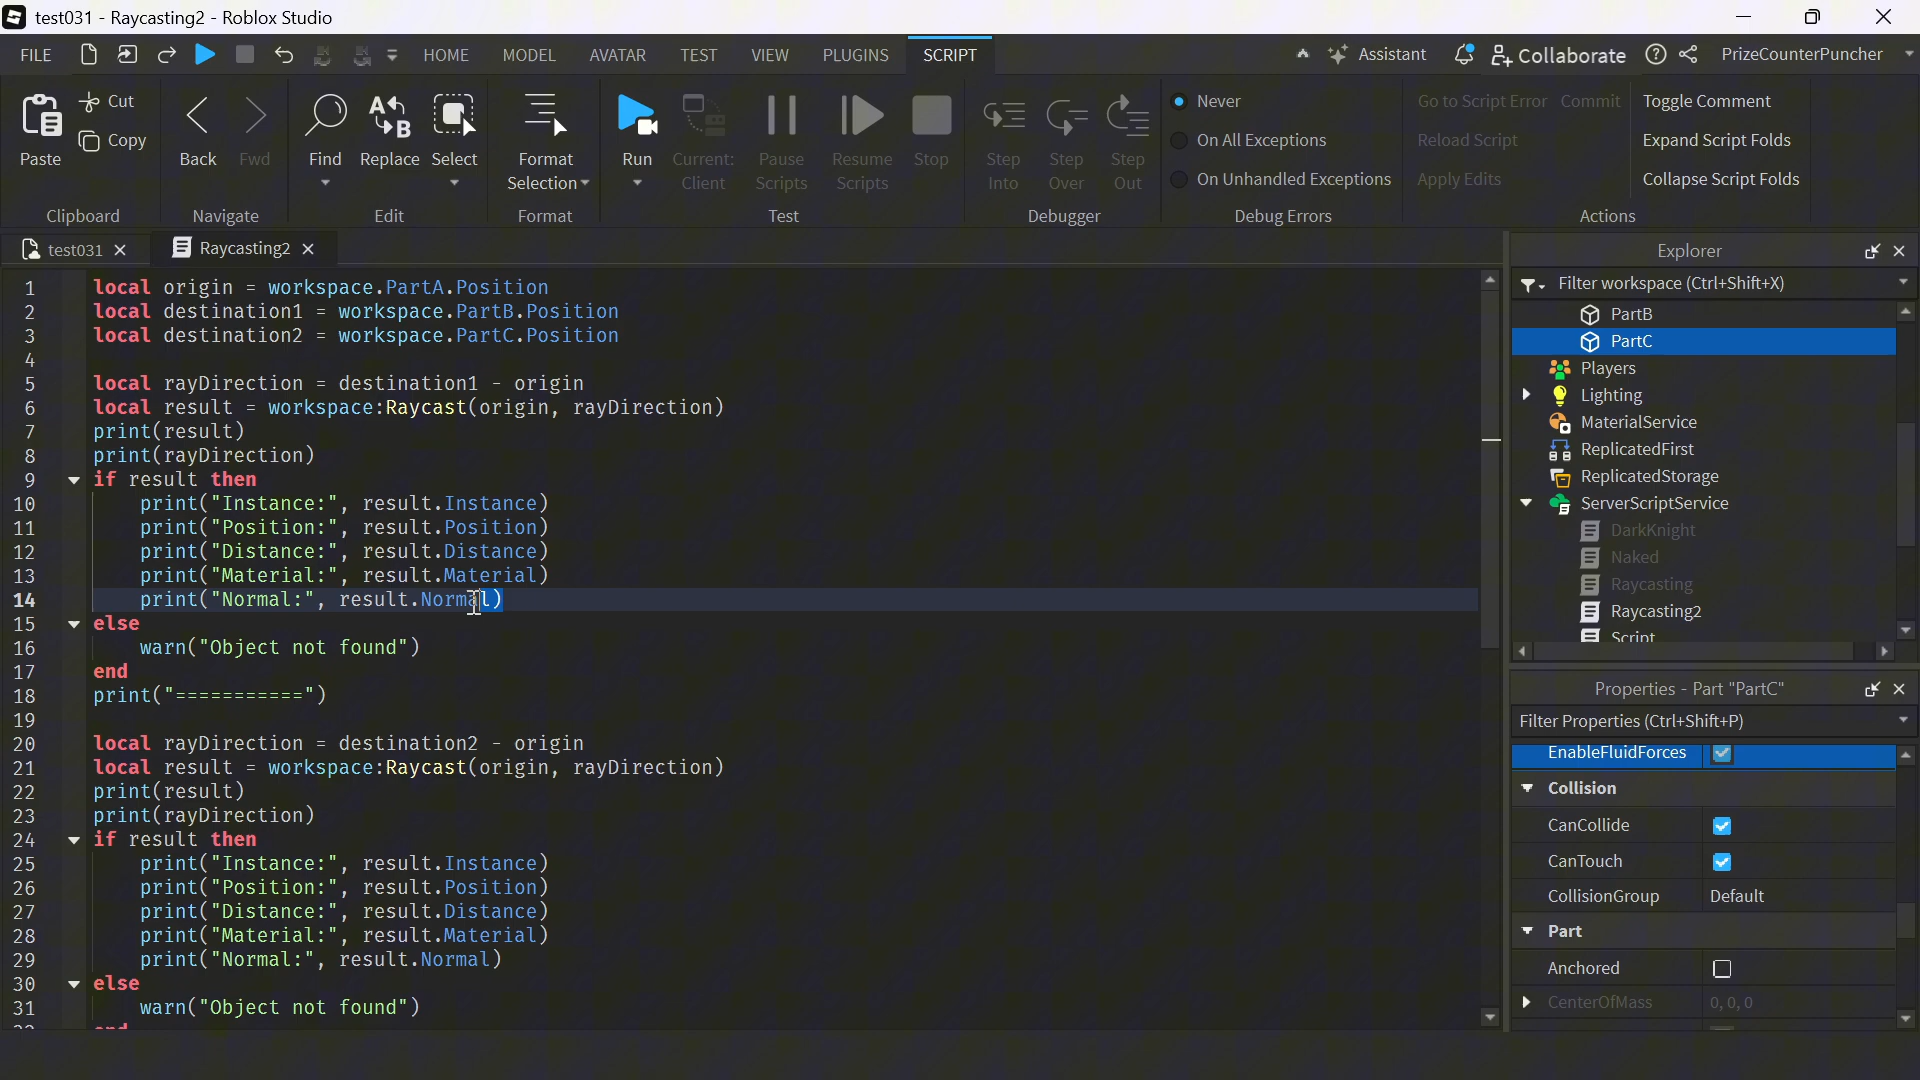 test031 - Raycasting2 - Roblox Studio
FILE HOME MODEL AVATAR TEST VIEW PLUGINS SCRIPT Assistant Collaborate PrizeCounterPuncher
Paste Cut Copy
Clipboard
Back Fwd
Navigate
Find Replace Select
Edit
Format Selection
Format
Run Current: Client Pause Scripts Resume Scripts Stop
Test
Step Into Step Over Step Out
Debugger
Never
On All Exceptions
On Unhandled Exceptions
Debug Errors
Go to Script Error Commit
Reload Script
Apply Edits
Toggle Comment
Expand Script Folds
Collapse Script Folds
Actions
test031 Raycasting2
1 local origin = workspace.PartA.Position
2 local destination1 = workspace.PartB.Position
3 local destination2 = workspace.PartC.Position
4
5 local rayDirection = destination1 - origin
6 local result = workspace:Raycast(origin, rayDirection)
7 print(result)
8 print(rayDirection)
9 if result then
10 print("Instance:", result.Instance)
11 print("Position:", result.Position)
12 print("Distance:", result.Distance)
13 print("Material:", result.Material)
14 print("Normal:", result.Normal)
15 else
16 warn("Object not found")
17 end
18 print("===========")
19
20 local rayDirection = destination2 - origin
21 local result = workspace:Raycast(origin, rayDirection)
22 print(result)
23 print(rayDirection)
24 if result then
25 print("Instance:", result.Instance)
26 print("Position:", result.Position)
27 print("Distance:", result.Distance)
28 print("Material:", result.Material)
29 print("Normal:", result.Normal)
30 else
31 warn("Object not found")
Explorer
Filter workspace (Ctrl+Shift+X)
PartB
PartC
Players
Lighting
MaterialService
ReplicatedFirst
ReplicatedStorage
ServerScriptService
DarkKnight
Naked
Raycasting
Raycasting2
Script
Properties - Part "PartC"
Filter Properties (Ctrl+Shift+P)
EnableFluidForces
Collision
CanCollide
CanTouch
CollisionGroup Default
Part
Anchored
CenterOfMass 0, 0, 0